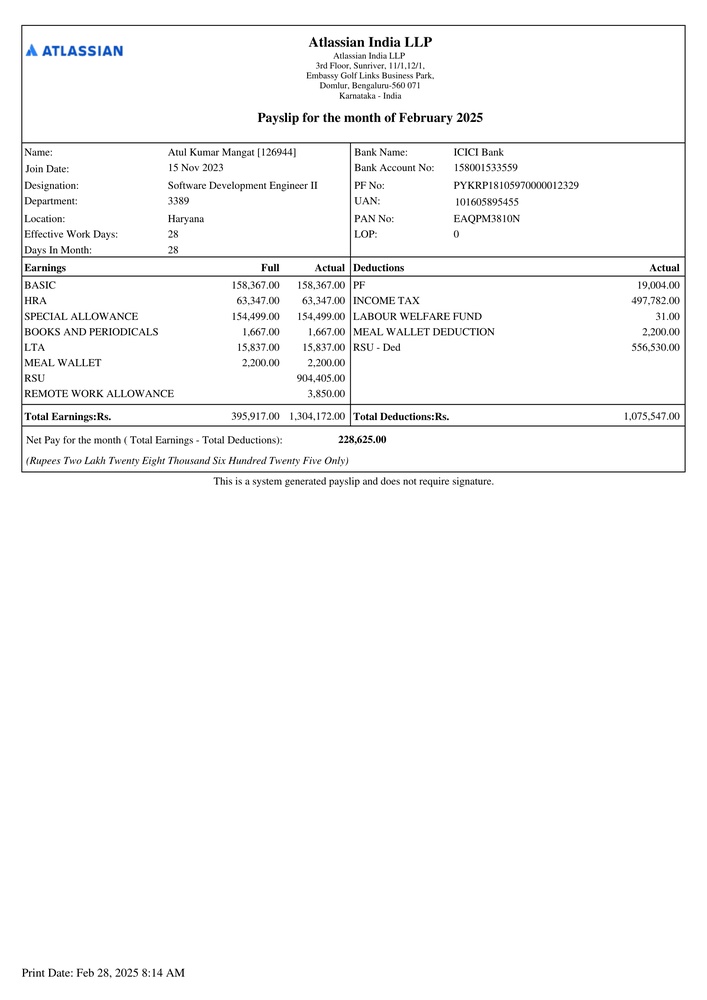 ATLASSIAN
Atlassian India LLP
Atlassian India LLP
3rd Floor, Sunriver, 11/1,12/1,
Embassy Golf Links Business Park,
Domlur, Bengaluru-560 071
Karnataka - India
Payslip for the month of February 2025
Name: Atul Kumar Mangat [126944] Bank Name: ICICI Bank
Join Date: 15 Nov 2023 Bank Account No: 158001533559
Designation: Software Development Engineer II PF No: PYKRP18105970000012329
Department: 3389 UAN: 101605895455
Location: Haryana PAN No: EAQPM3810N
Effective Work Days: 28 LOP: 0
Days In Month: 28
Earnings Full Actual Deductions Actual
BASIC 158,367.00 158,367.00 PF 19,004.00
HRA 63,347.00 63,347.00 INCOME TAX 497,782.00
SPECIAL ALLOWANCE 154,499.00 154,499.00 LABOUR WELFARE FUND 31.00
BOOKS AND PERIODICALS 1,667.00 1,667.00 MEAL WALLET DEDUCTION 2,200.00
LTA 15,837.00 15,837.00 RSU - Ded 556,530.00
MEAL WALLET 2,200.00 2,200.00
RSU 904,405.00
REMOTE WORK ALLOWANCE 3,850.00
Total Earnings:Rs. 395,917.00 1,304,172.00 Total Deductions:Rs. 1,075,547.00
Net Pay for the month ( Total Earnings - Total Deductions): 228,625.00
(Rupees Two Lakh Twenty Eight Thousand Six Hundred Twenty Five Only)
This is a system generated payslip and does not require signature.
Print Date: Feb 28, 2025 8:14 AM